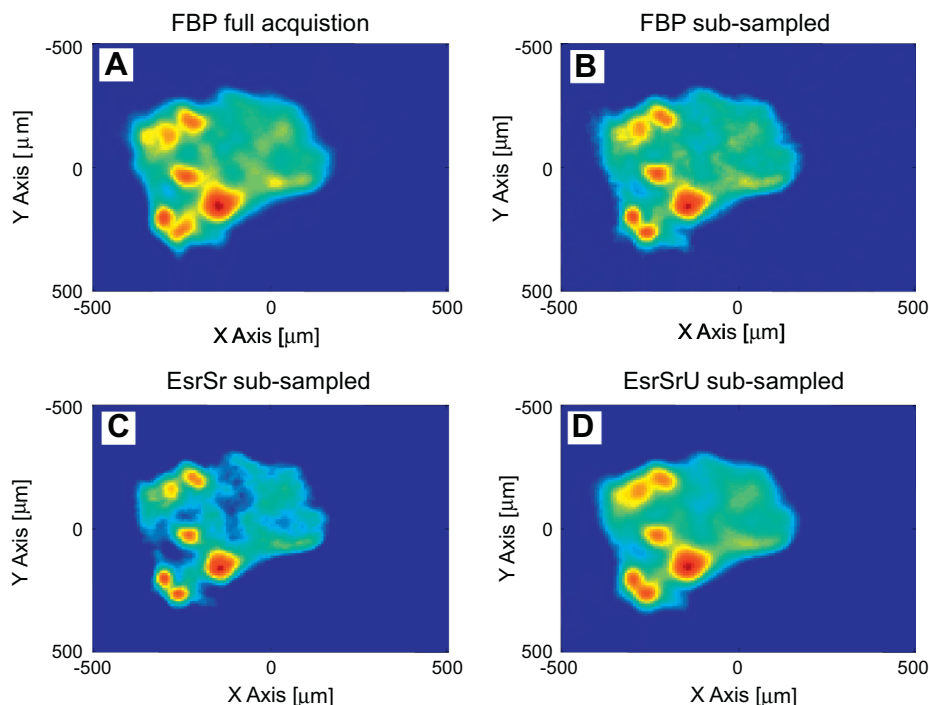 FBP full acquistion
FBP sub-sampled
A
B
-500
0
500
Y Axis [μm]
-500
0
500
X Axis [μm]
-500
0
500
Y Axis [μm]
-500
0
500
X Axis [μm]
EsrSr sub-sampled
EsrSrU sub-sampled
C
D
-500
0
500
Y Axis [μm]
-500
0
500
X Axis [μm]
-500
0
500
Y Axis [μm]
-500
0
500
X Axis [μm]